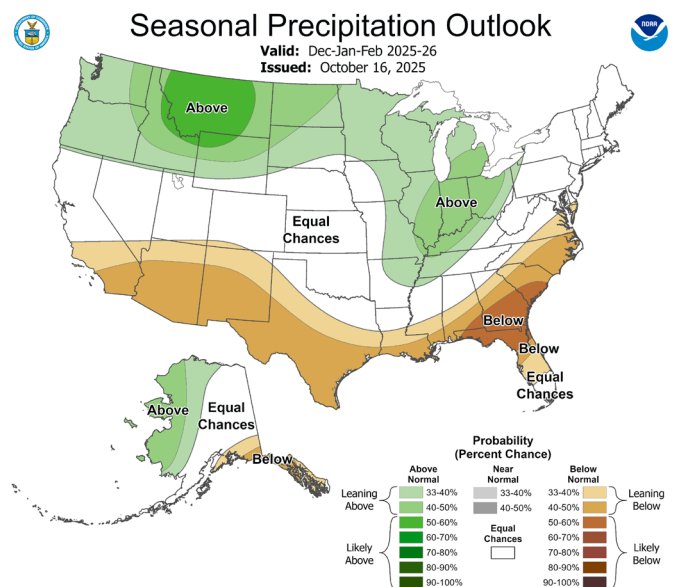 Seasonal Precipitation Outlook
Valid: Dec-Jan-Feb 2025-26
Issued: October 16, 2025
NOAA
Above
Above
Equal
Chances
Below
Below
Equal
Chances
Above
Equal
Chances
Below
Probability
(Percent Chance)
Above
Normal
Near
Normal
Below
Normal
Leaning
Above
33-40%
40-50%
33-40%
40-50%
33-40%
40-50%
Leaning
Below
Likely
Above
50-60%
60-70%
70-80%
80-90%
90-100%
Equal
Chances
50-60%
60-70%
70-80%
80-90%
90-100%
Likely
Below